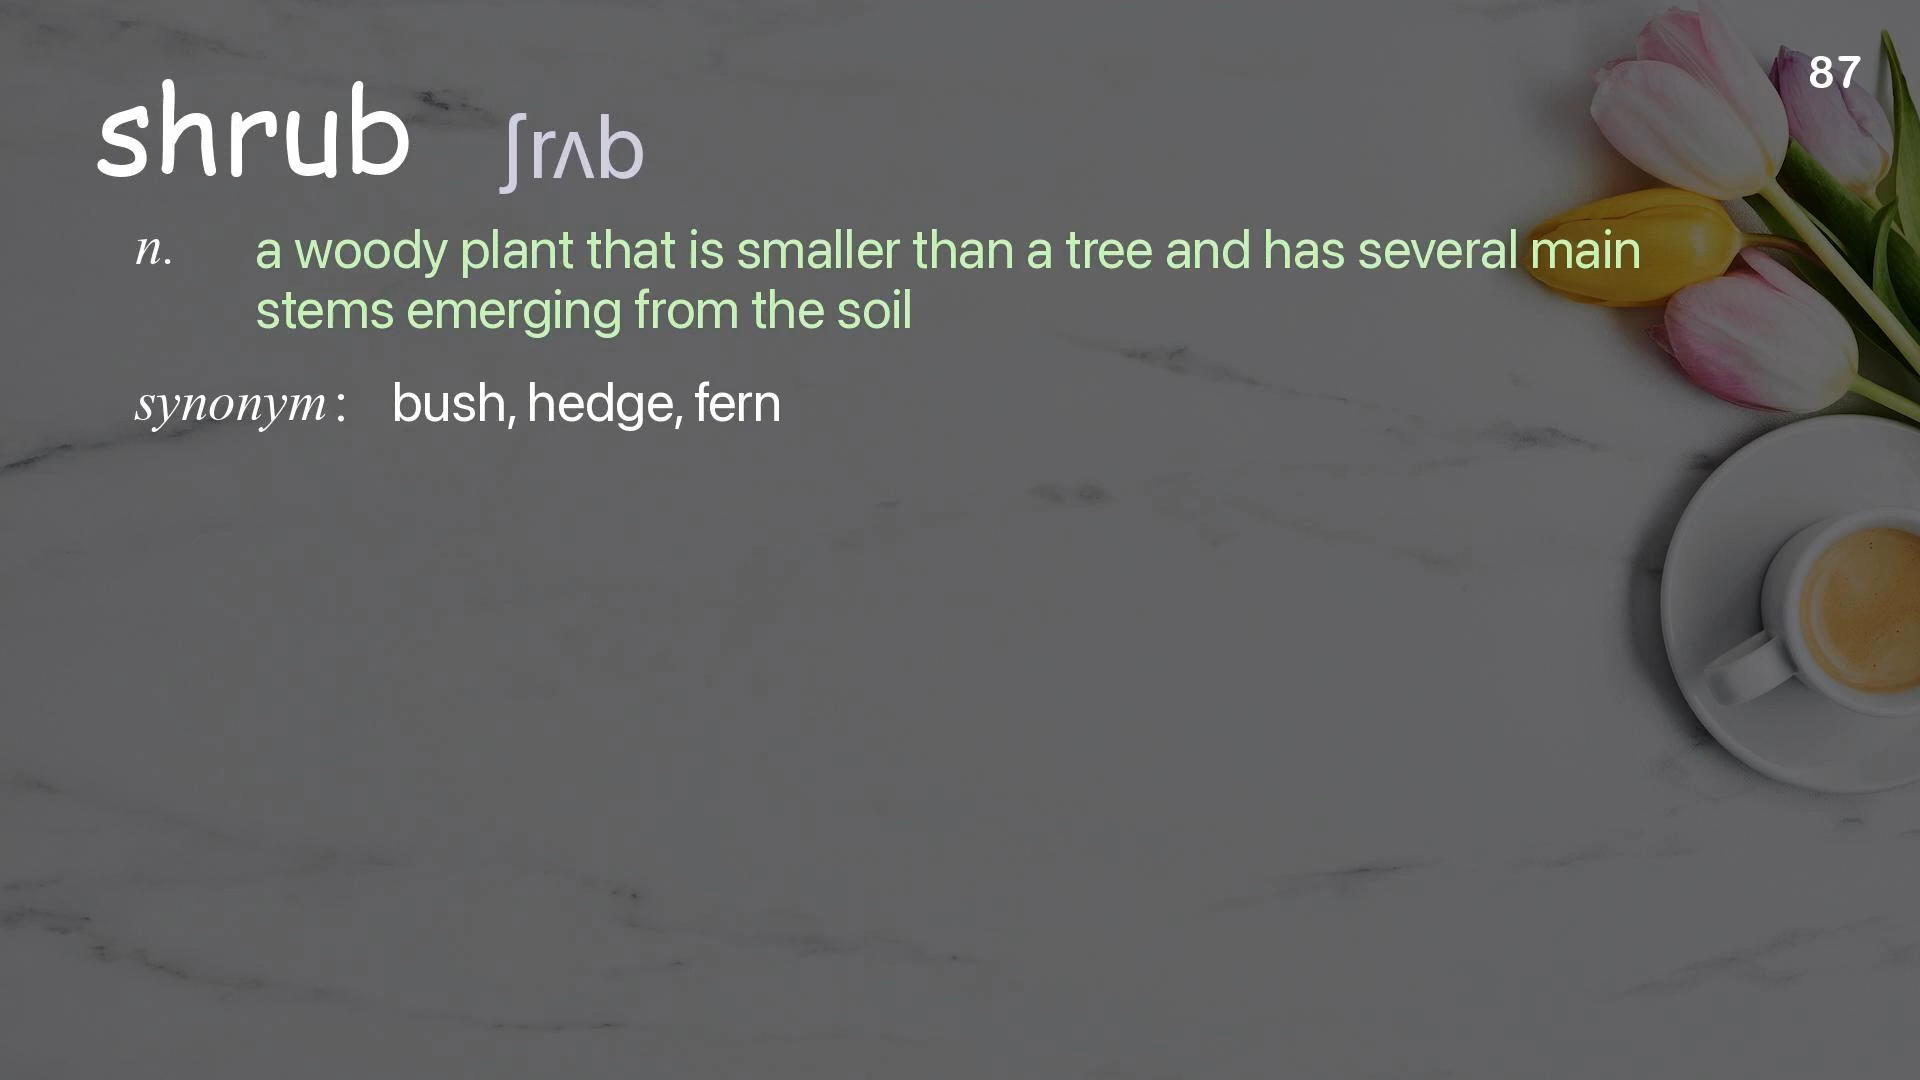 87
shrub ʃrʌb
n. a woody plant that is smaller than a tree and has several main
stems emerging from the soil
synonym: bush, hedge, fern